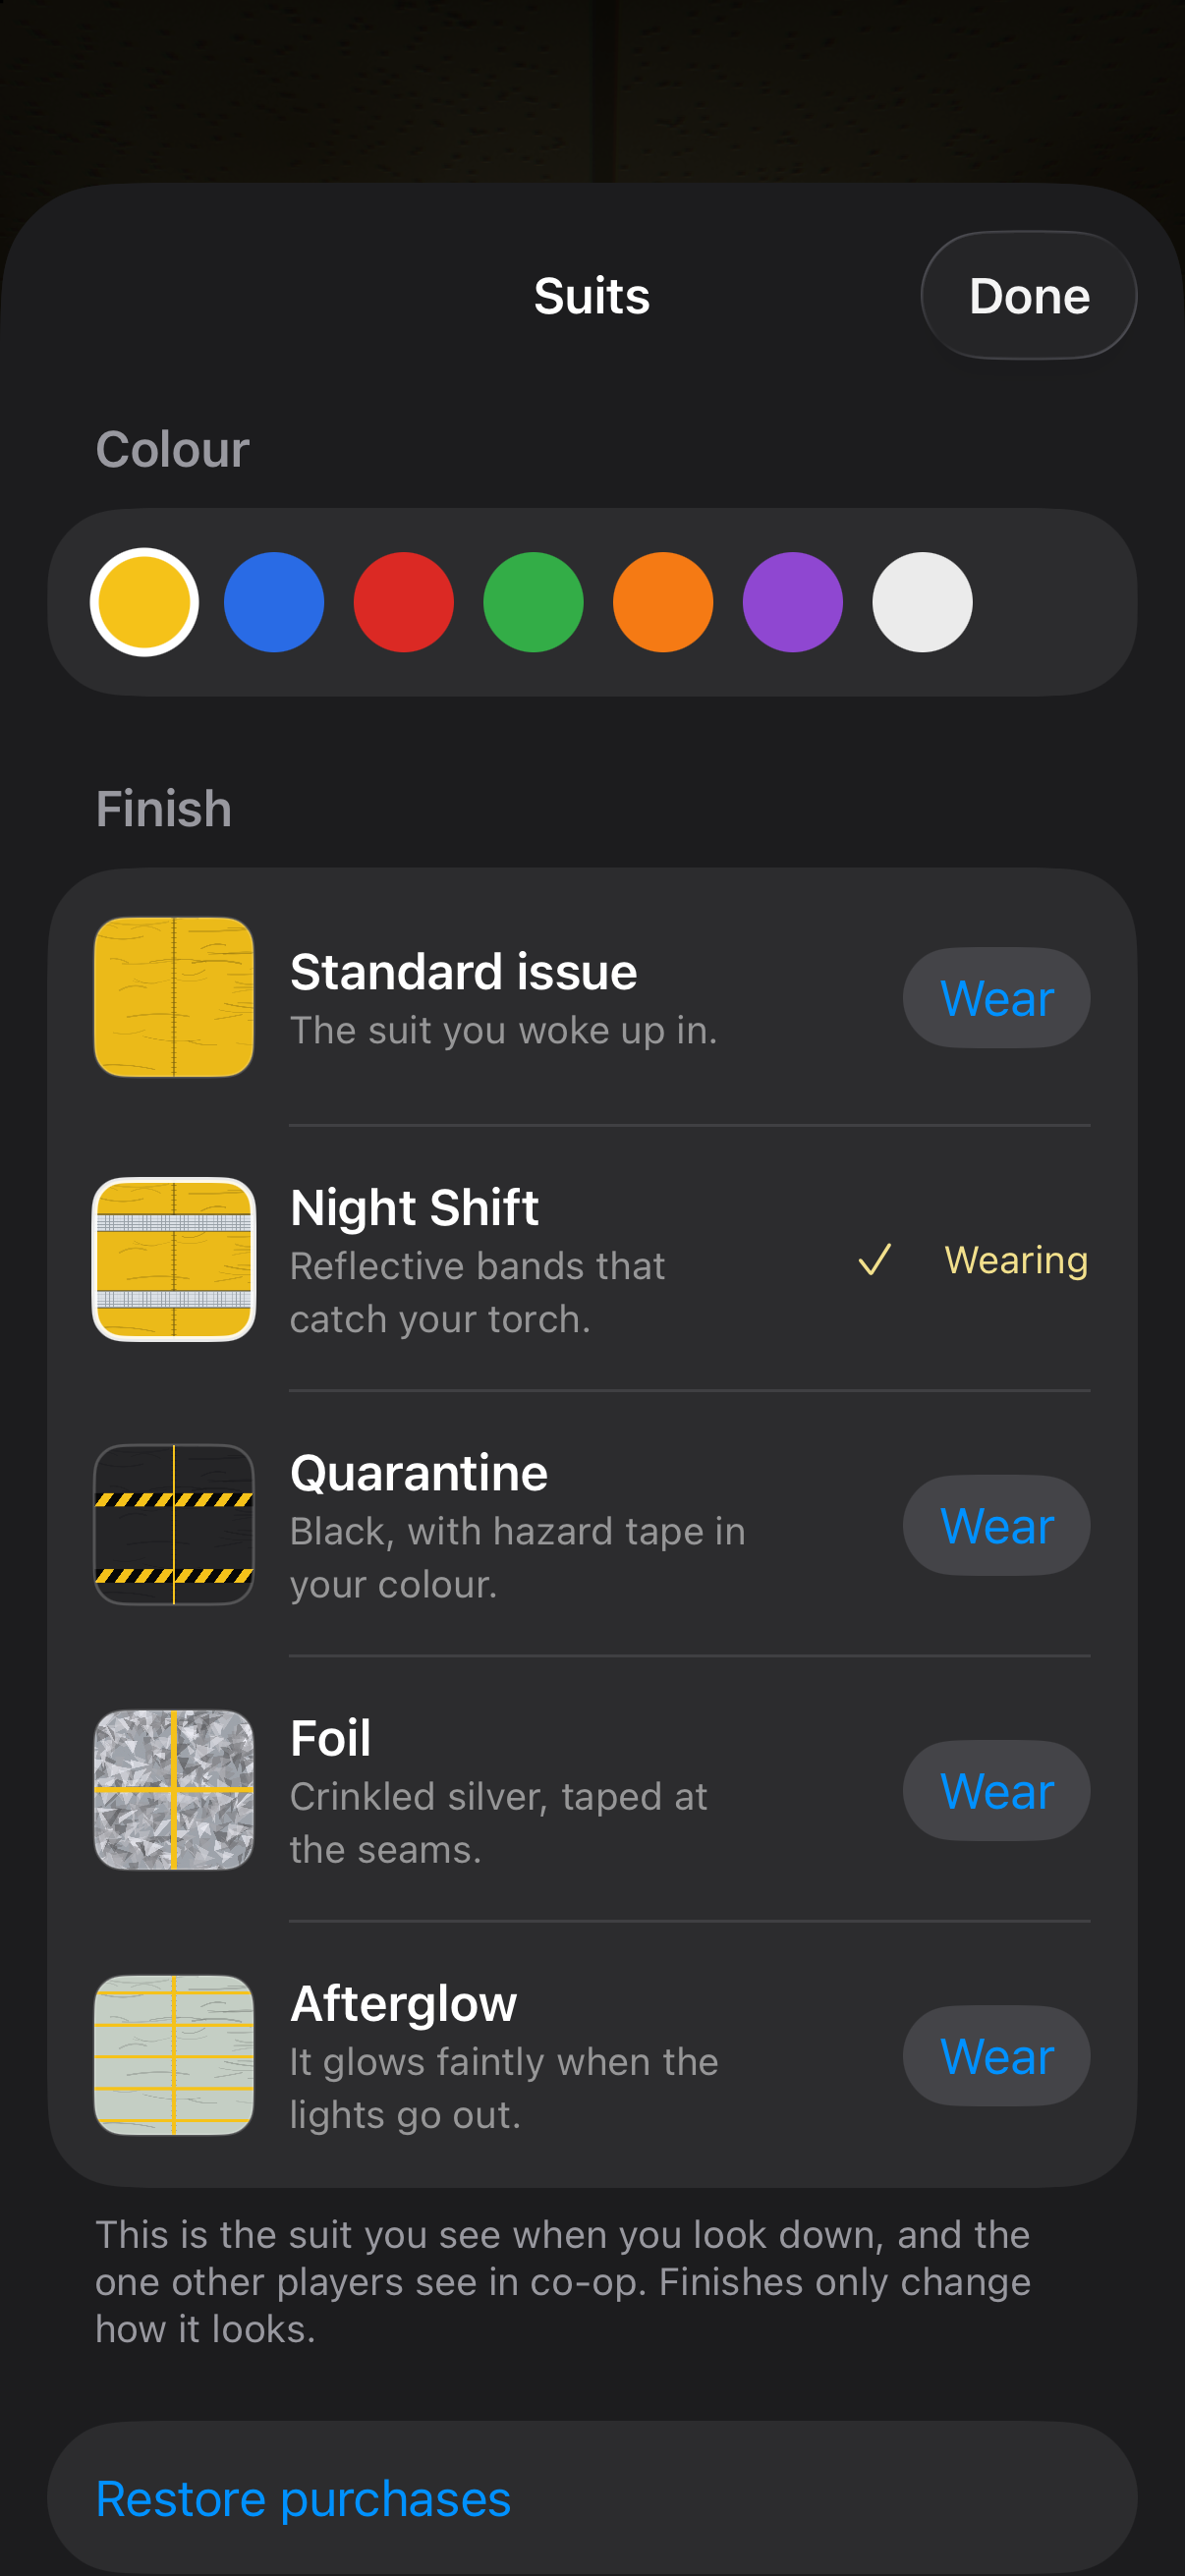 Suits
Done
Colour
Finish
Standard issue
The suit you woke up in.
Wear
Night Shift
Reflective bands that
catch your torch.
Wearing
Quarantine
Black, with hazard tape in
your colour.
Wear
Foil
Crinkled silver, taped at
the seams.
Wear
Afterglow
It glows faintly when the
lights go out.
Wear
This is the suit you see when you look down, and the
one other players see in co-op. Finishes only change
how it looks.
Restore purchases